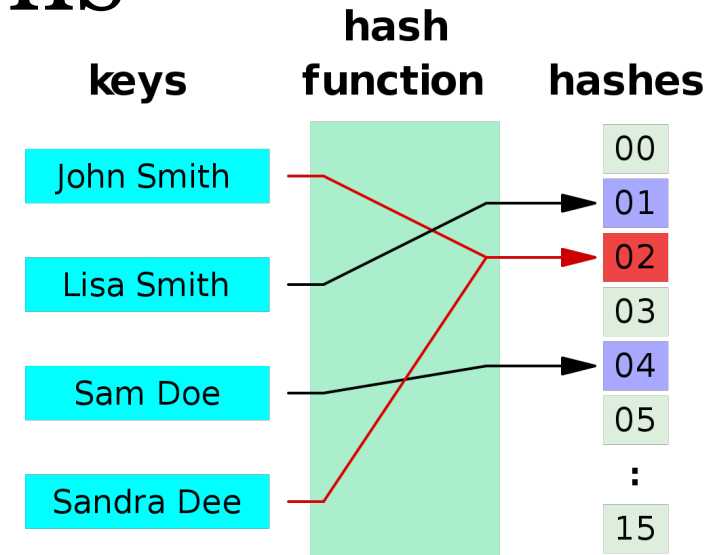 hash
keys function hashes
00
John Smith
01
02
Lisa Smith
03
04
Sam Doe
05
:
Sandra Dee
15